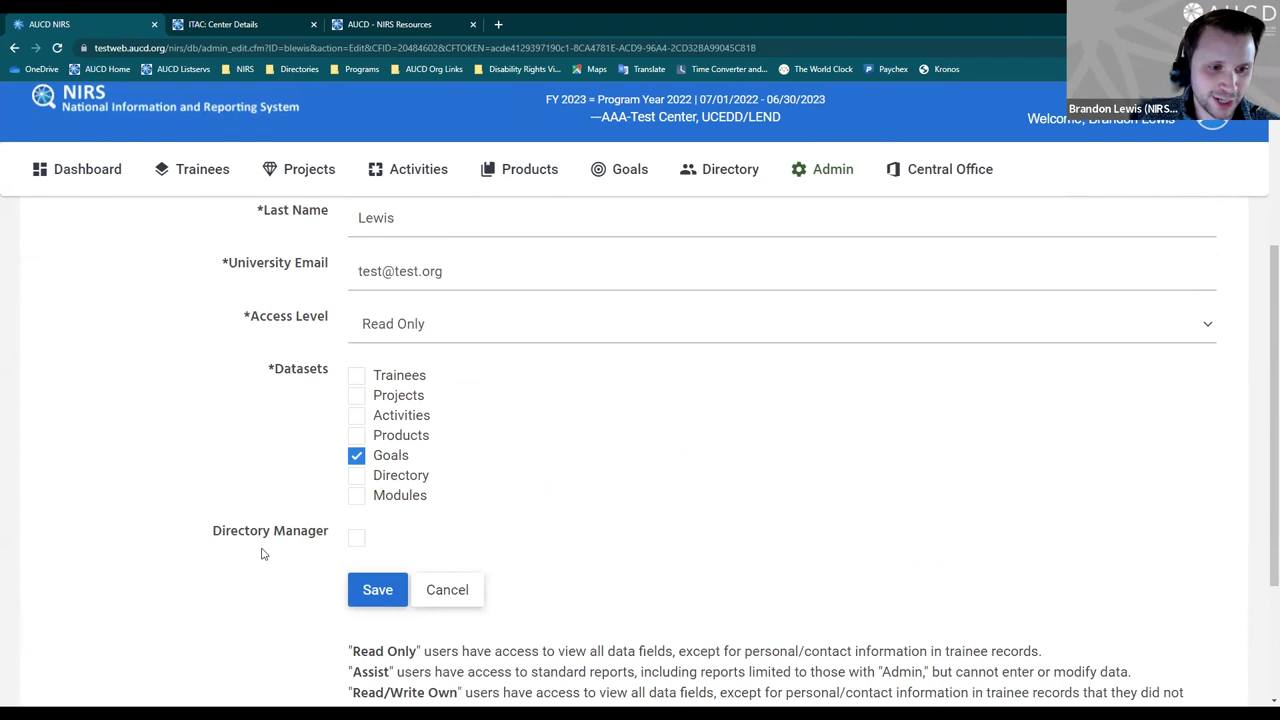 AUCD NIRS
ITAC: Center Details
AUCD - NIRS Resources
AUCD
testweb.aucd.org/nirs/db/admin_edit.cfm?ID=blewis&action=Edit&CFID=20484602&CFTOKEN=acde4129397190c1-8CA4781E-ACD9-96A4-2CD32BA99045C81B
OneDrive
AUCD Home
AUCD Listservs
NIRS
Directories
Programs
AUCD Org Links
Disability Rights Vi...
Maps
Translate
Time Converter and...
The World Clock
Paychex
Kronos
Brandon Lewis (NIRS...
NIRS
National Information and Reporting System
FY 2023 = Program Year 2022 | 07/01/2022 - 06/30/2023
—AAA-Test Center, UCEDD/LEND
Welcome, Brandon Lewis
Dashboard
Trainees
Projects
Activities
Products
Goals
Directory
Admin
Central Office
*Last Name
Lewis
*University Email
test@test.org
*Access Level
Read Only
*Datasets
Trainees
Projects
Activities
Products
Goals
Directory
Modules
Directory Manager
Save
Cancel
"Read Only" users have access to view all data fields, except for personal/contact information in trainee records.
"Assist" users have access to standard reports, including reports limited to those with "Admin," but cannot enter or modify data.
"Read/Write Own" users have access to view all data fields, except for personal/contact information in trainee records that they did not